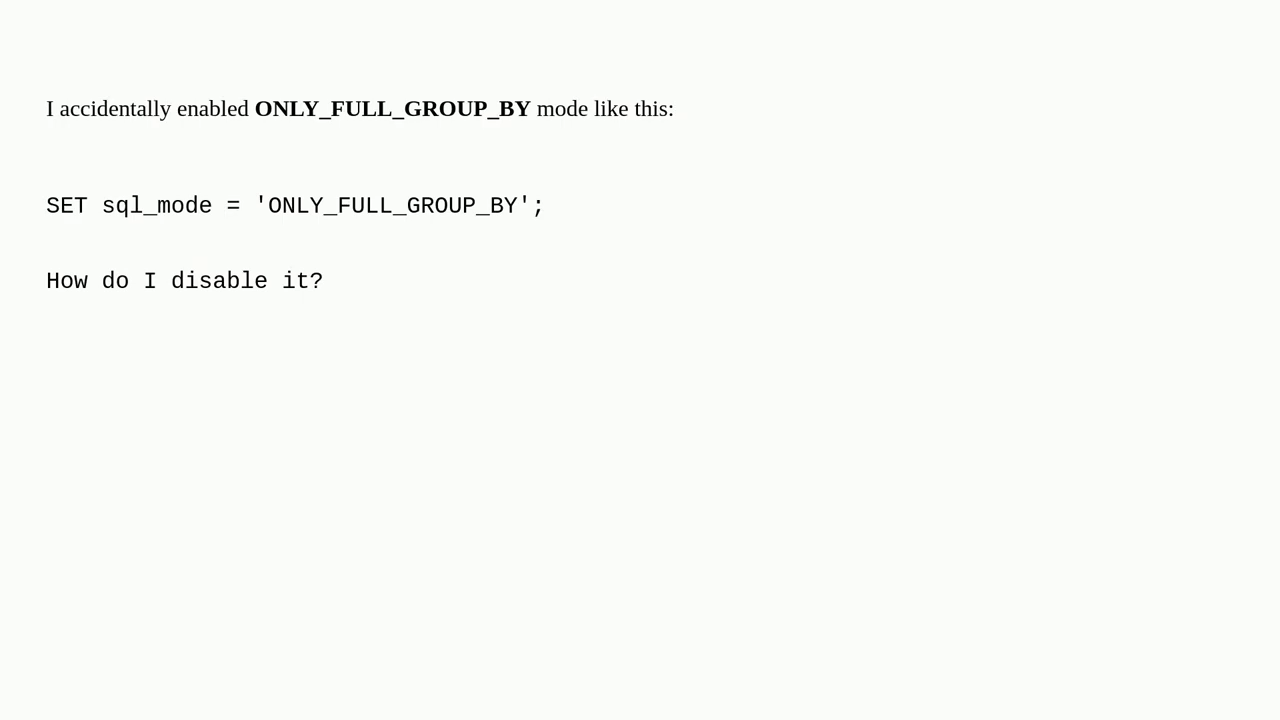 I accidentally enabled ONLY_FULL_GROUP_BY mode like this:
SET sql_mode = 'ONLY_FULL_GROUP_BY';
How do I disable it?